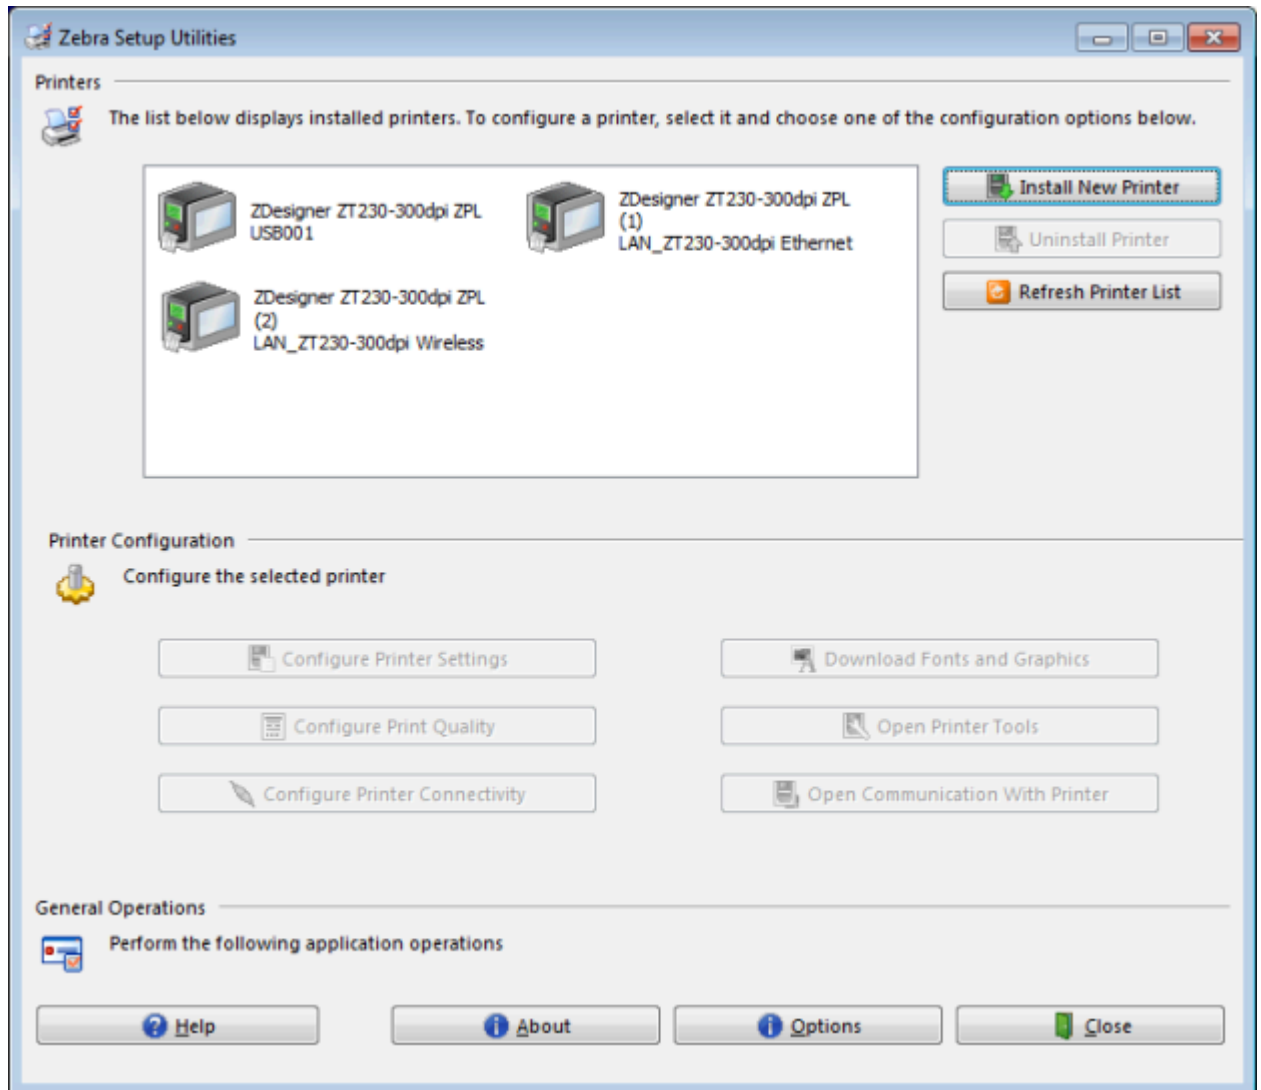 Zebra Setup Utilities
Printers
The list below displays installed printers. To configure a printer, select it and choose one of the configuration options below.
ZDesigner ZT230-300dpi ZPL
USB001
ZDesigner ZT230-300dpi ZPL
(1)
LAN_ZT230-300dpi Ethernet
ZDesigner ZT230-300dpi ZPL
(2)
LAN_ZT230-300dpi Wireless
Install New Printer
Uninstall Printer
Refresh Printer List
Printer Configuration
Configure the selected printer
Configure Printer Settings
Download Fonts and Graphics
Configure Print Quality
Open Printer Tools
Configure Printer Connectivity
Open Communication With Printer
General Operations
Perform the following application operations
Help
About
Options
Close